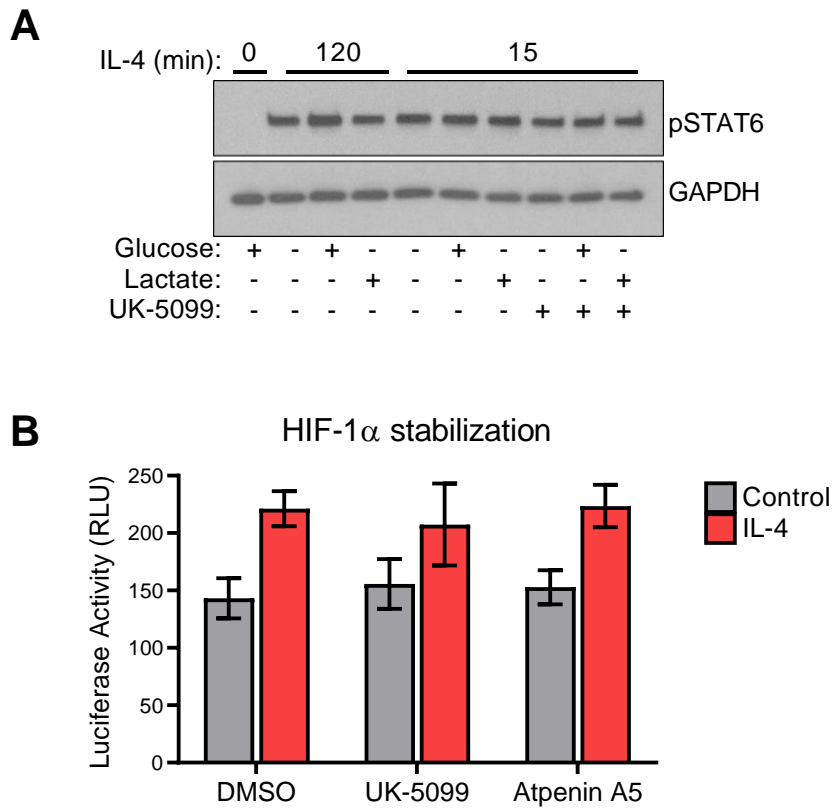 A
IL-4 (min): 0 120 15
pSTAT6
GAPDH
Glucose: + - + - - + - - + -
Lactate: - - - + - - + - - +
UK-5099: - - - - - - - + + +
B
HIF-1α stabilization
Luciferase Activity (RLU)
250
200
150
100
50
0
DMSO UK-5099 Atpenin A5
Control
IL-4